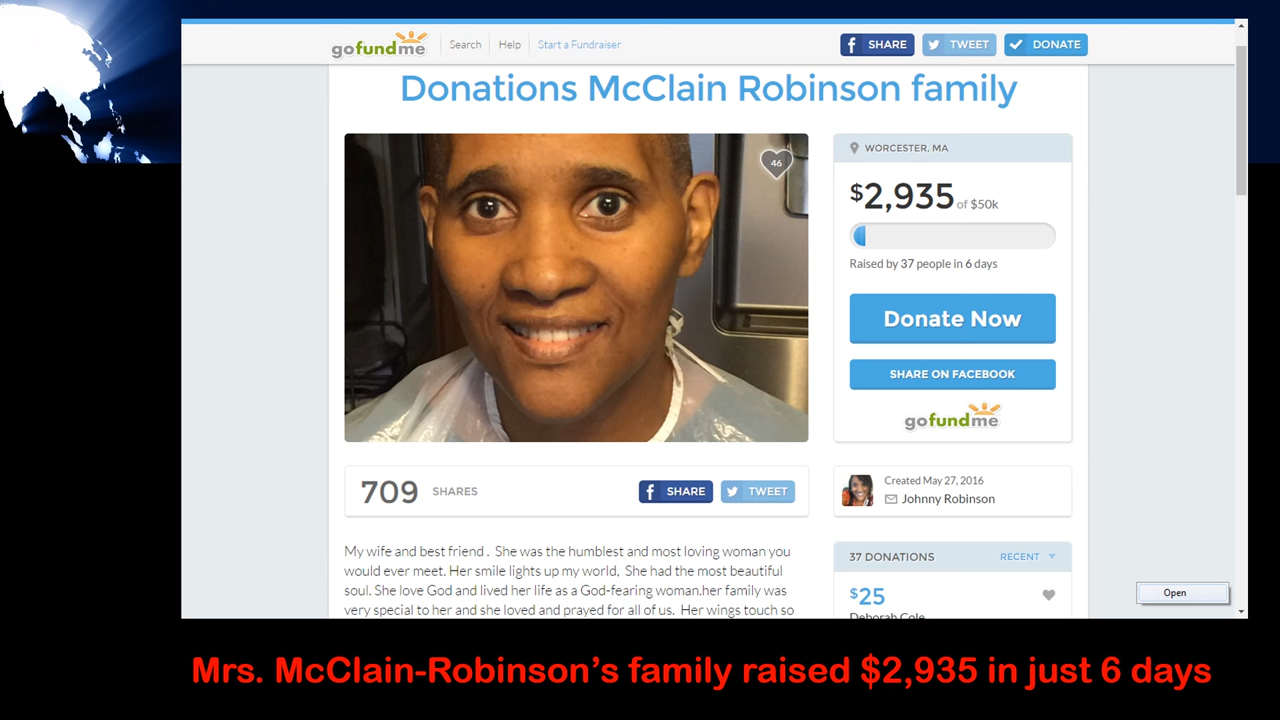 gofundme Search Help Start a Fundraiser SHARE TWEET DONATE
Donations McClain Robinson family
46
WORCESTER, MA
$2,935 of $50k
Raised by 37 people in 6 days
Donate Now
SHARE ON FACEBOOK
gofundme
709 SHARES SHARE TWEET
Created May 27, 2016
Johnny Robinson
My wife and best friend . She was the humblest and most loving woman you
would ever meet. Her smile lights up my world, She had the most beautiful
soul. She love God and lived her life as a God-fearing woman.her family was
very special to her and she loved and prayed for all of us. Her wings touch so
37 DONATIONS RECENT
$25
Deborah Cole
Open
Mrs. McClain-Robinson’s family raised $2,935 in just 6 days